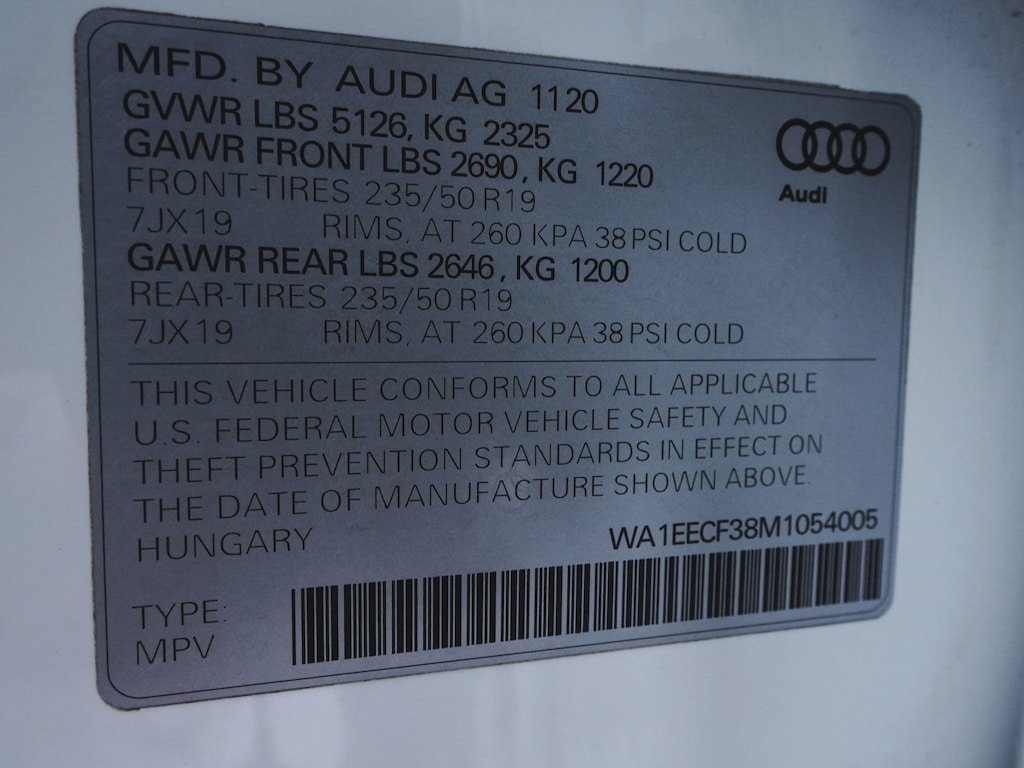 MFD. BY AUDI AG 1120
GVWR LBS 5126, KG 2325
GAWR FRONT LBS 2690, KG 1220
FRONT-TIRES 235/50 R19
7JX19 RIMS, AT 260 KPA 38 PSI COLD
GAWR REAR LBS 2646, KG 1200
REAR-TIRES 235/50 R19
7JX19 RIMS, AT 260 KPA 38 PSI COLD
Audi
THIS VEHICLE CONFORMS TO ALL APPLICABLE
U.S. FEDERAL MOTOR VEHICLE SAFETY AND
THEFT PREVENTION STANDARDS IN EFFECT ON
THE DATE OF MANUFACTURE SHOWN ABOVE.
HUNGARY WA1EECF38M1054005
TYPE:
MPV